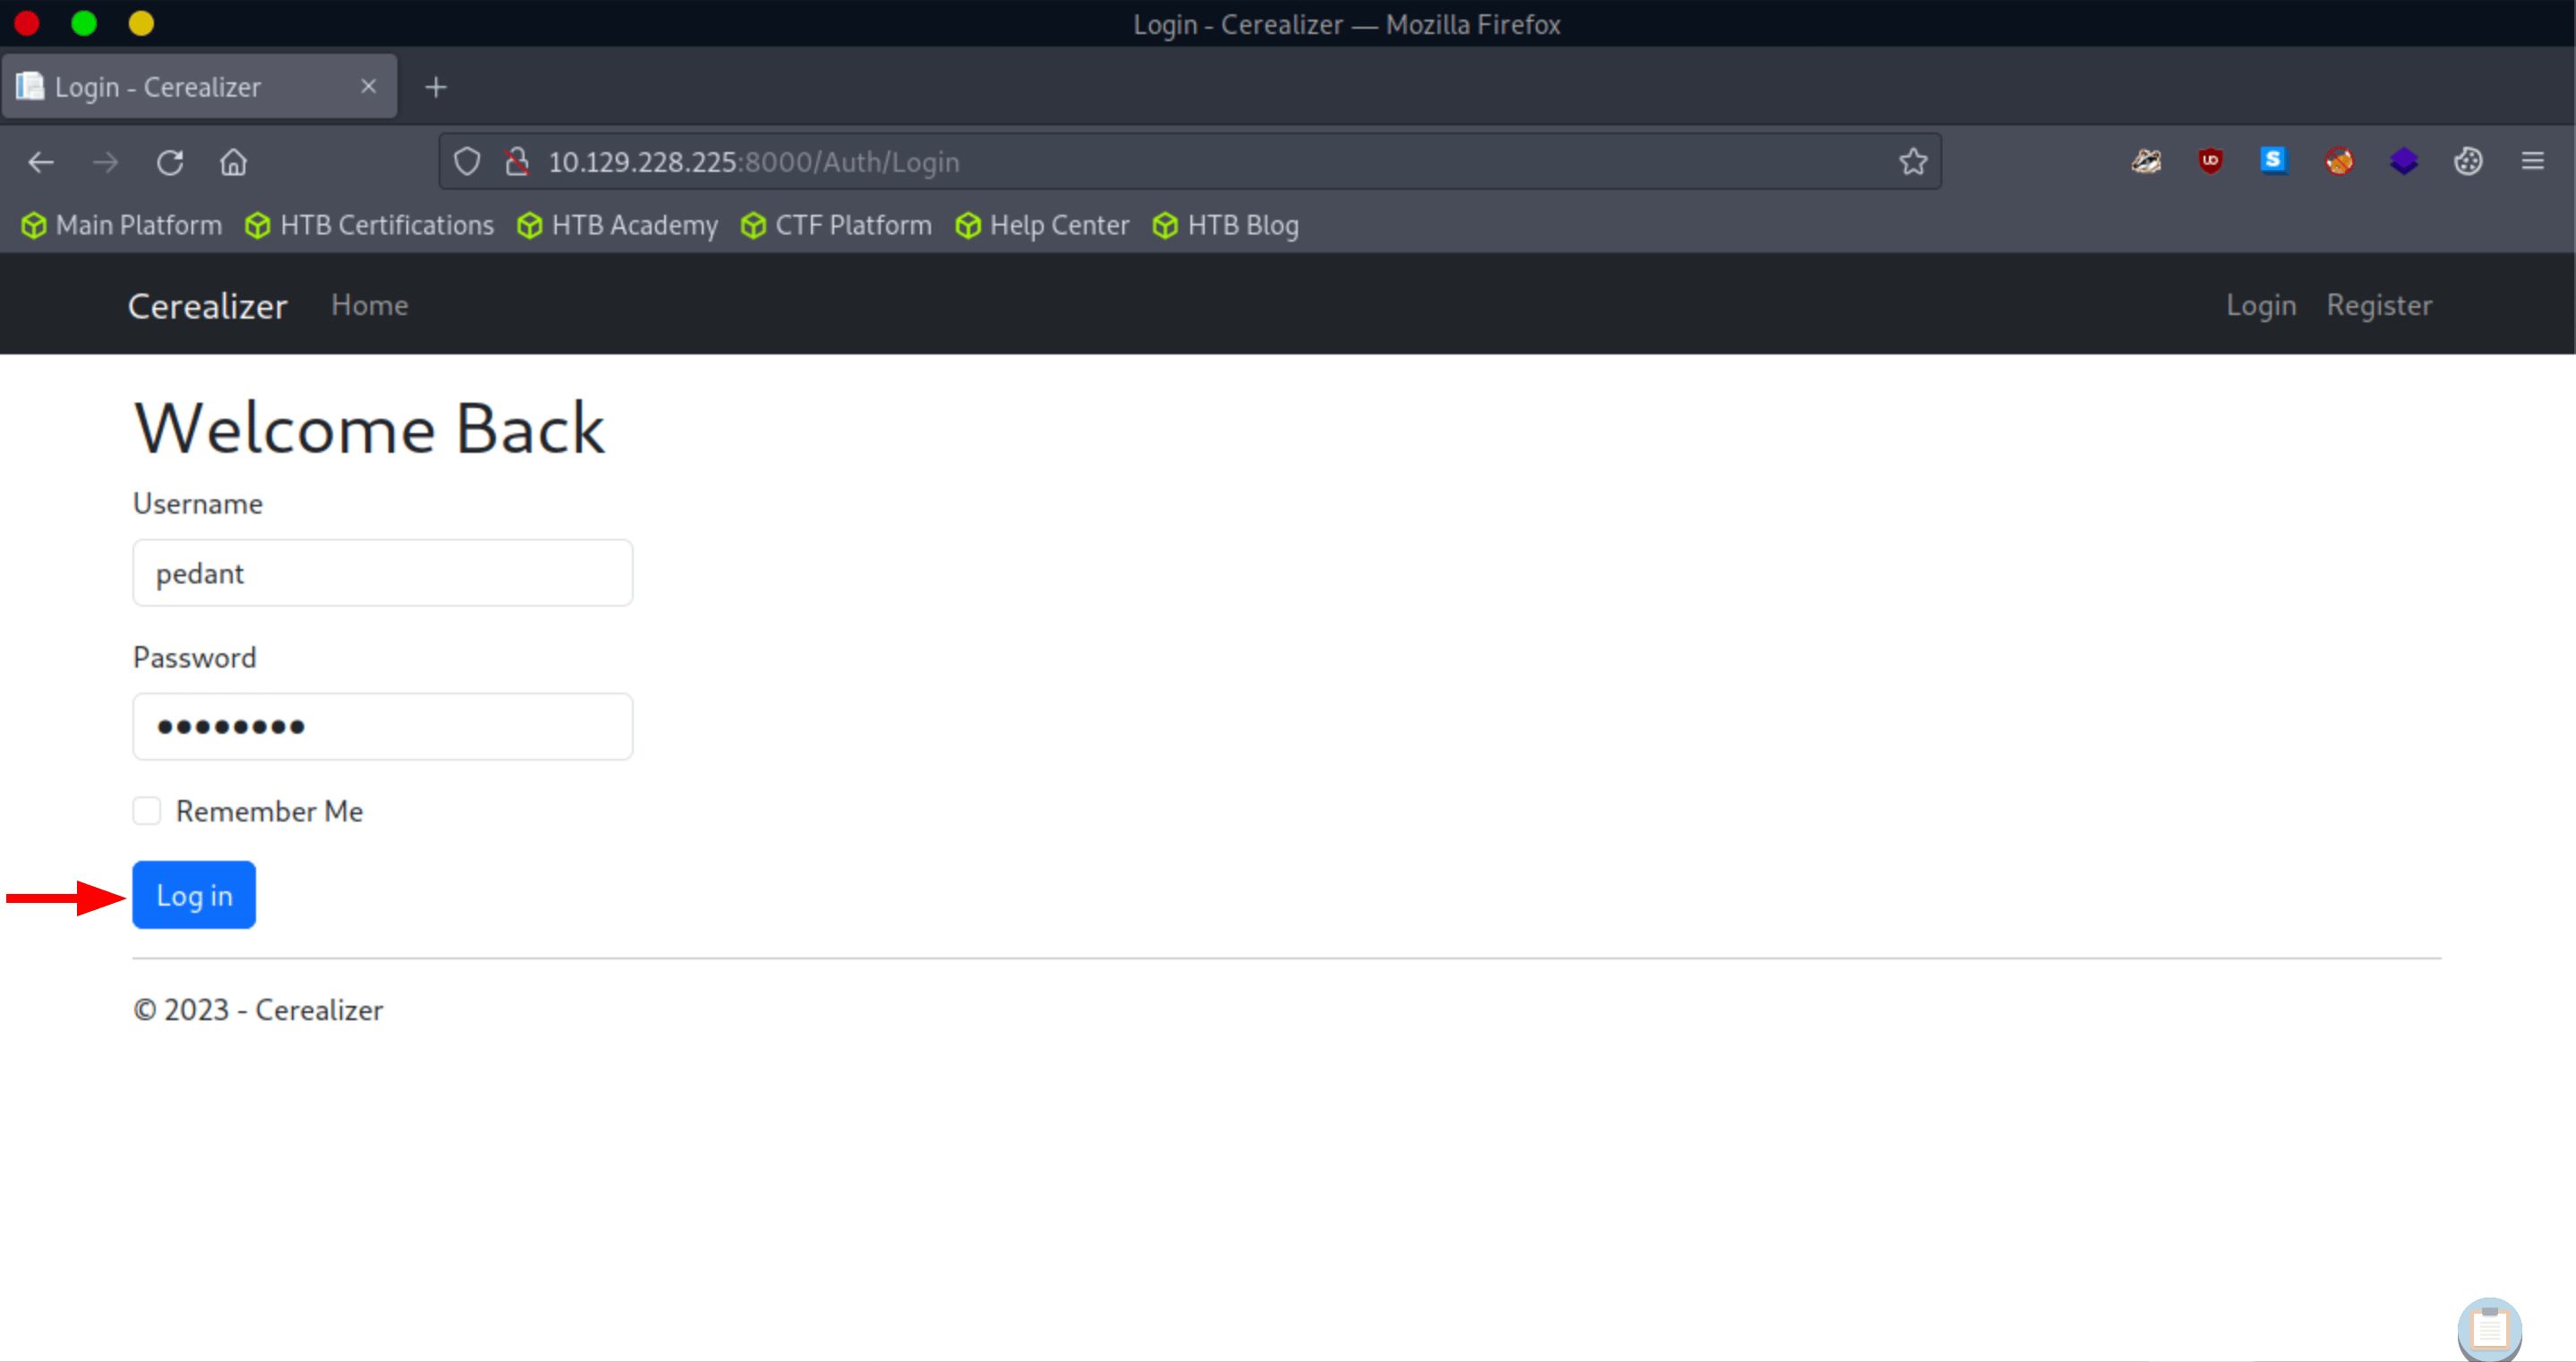 Login - Cerealizer — Mozilla Firefox
Login - Cerealizer
10.129.228.225:8000/Auth/Login
Main Platform HTB Certifications HTB Academy CTF Platform Help Center HTB Blog
Cerealizer Home Login Register
Welcome Back
Username
pedant
Password
••••••••
Remember Me
Log in
© 2023 - Cerealizer